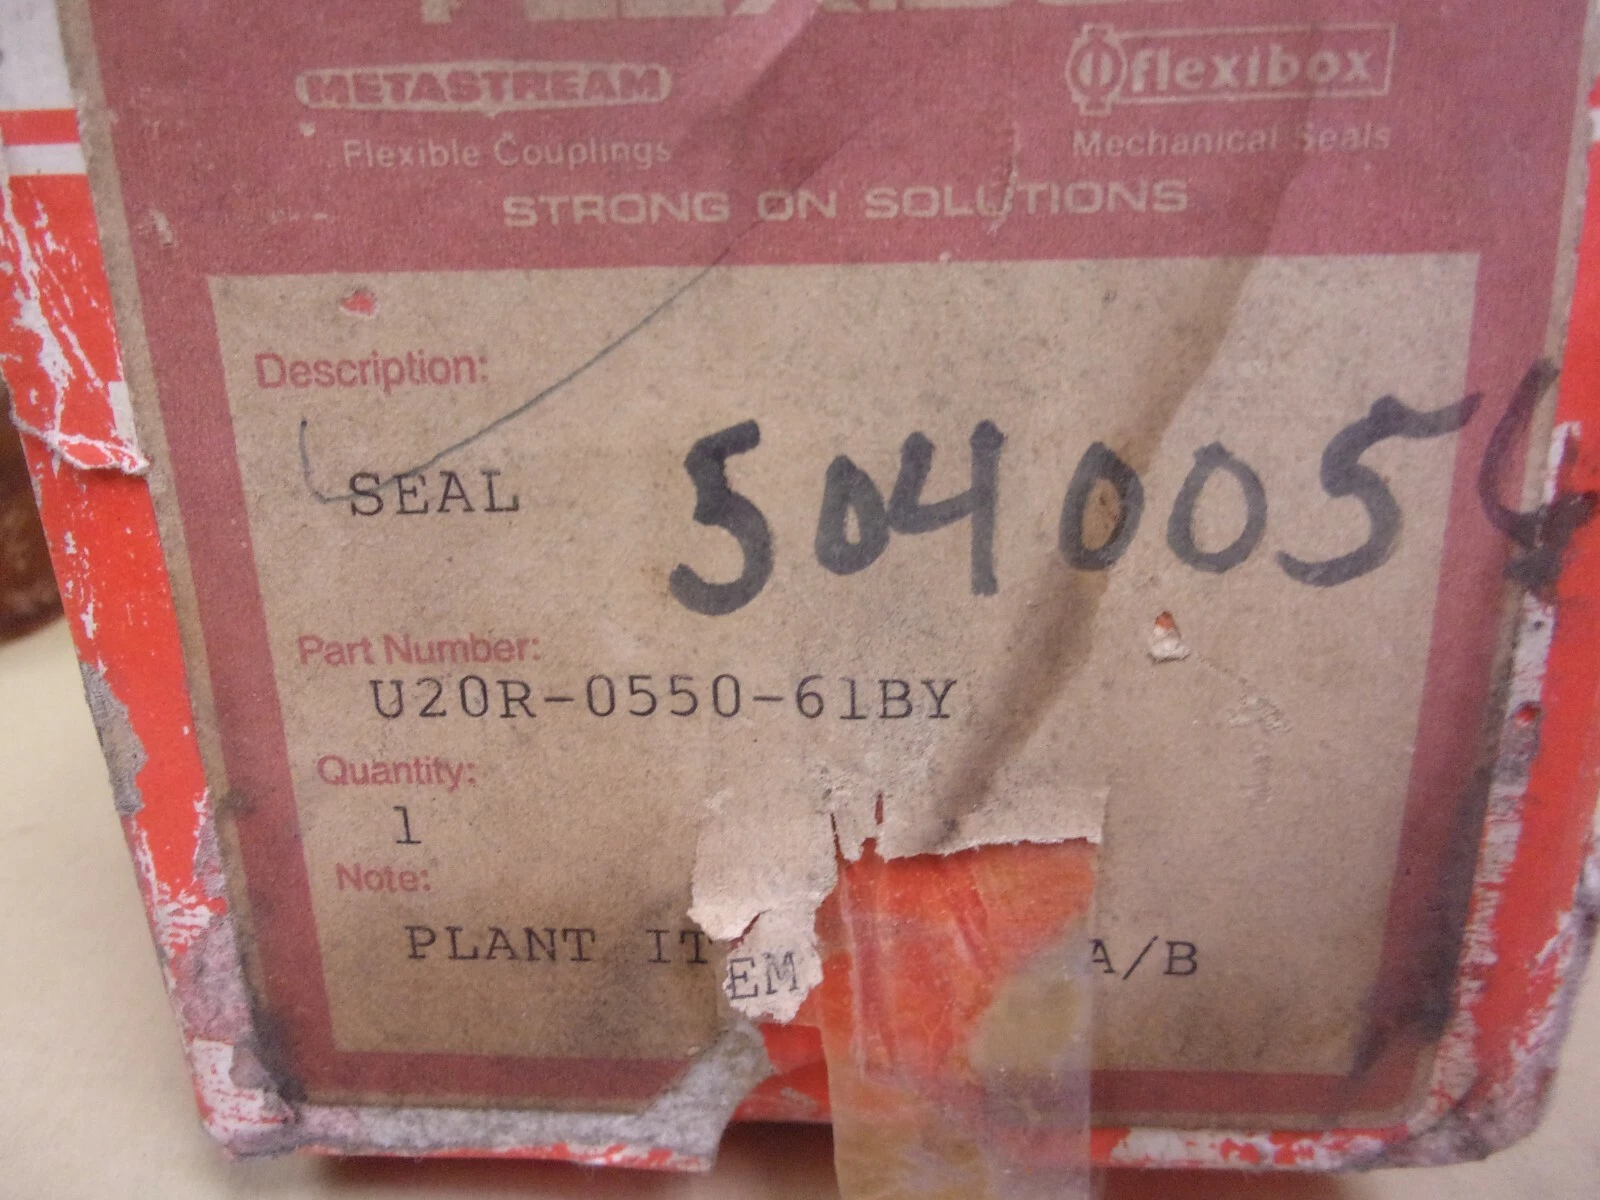 METASTREAM
flexibox
Flexible Couplings
Mechanical Seals
STRONG ON SOLUTIONS
Description:
SEAL
504005
Part Number:
U20R-0550-61BY
Quantity:
1
Note:
PLANT ITEM A/B